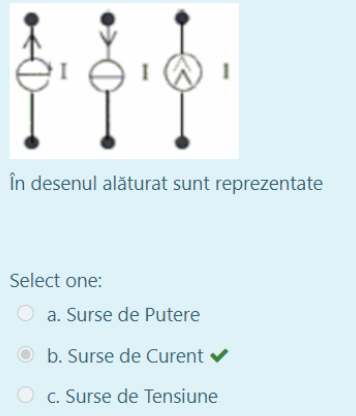 I I I
În desenul alăturat sunt reprezentate
Select one:
a. Surse de Putere
b. Surse de Curent
c. Surse de Tensiune